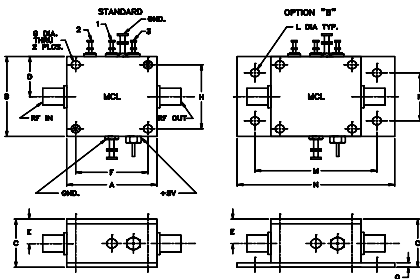 STANDARD
OPTION "B"
GND.
1
2
3
L DIA TYP.
DIA.
THRU
2 PLCS.
D
B
MCL
H
RF IN
RF OUT
F
A
GND.
+5V
MCL
M
N
E
C
E